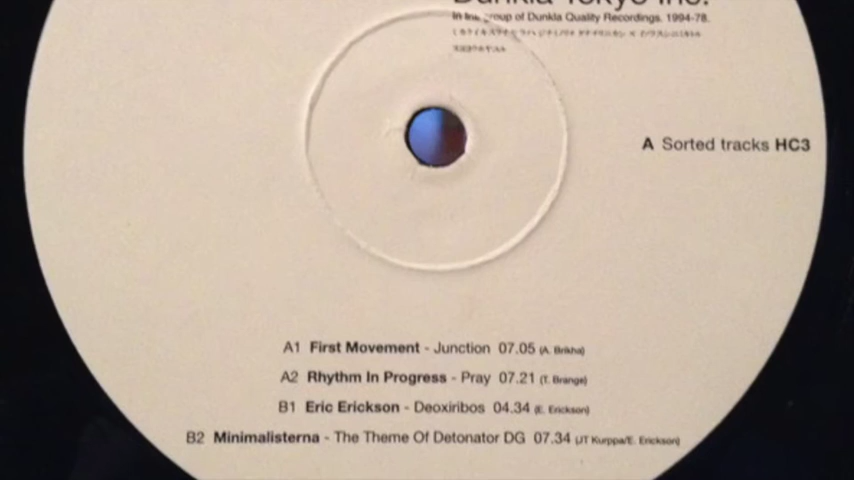 Dunkla Tokyo Inc.
In the group of Dunkla Quality Recordings. 1994-78.
A Sorted tracks HC3
A1 First Movement - Junction 07.05 (A. Brikha)
A2 Rhythm In Progress - Pray 07.21 (T. Brange)
B1 Eric Erickson - Deoxiribos 04.34 (E. Erickson)
B2 Minimalisterna - The Theme Of Detonator DG 07.34 (JT Kurppa/E. Erickson)